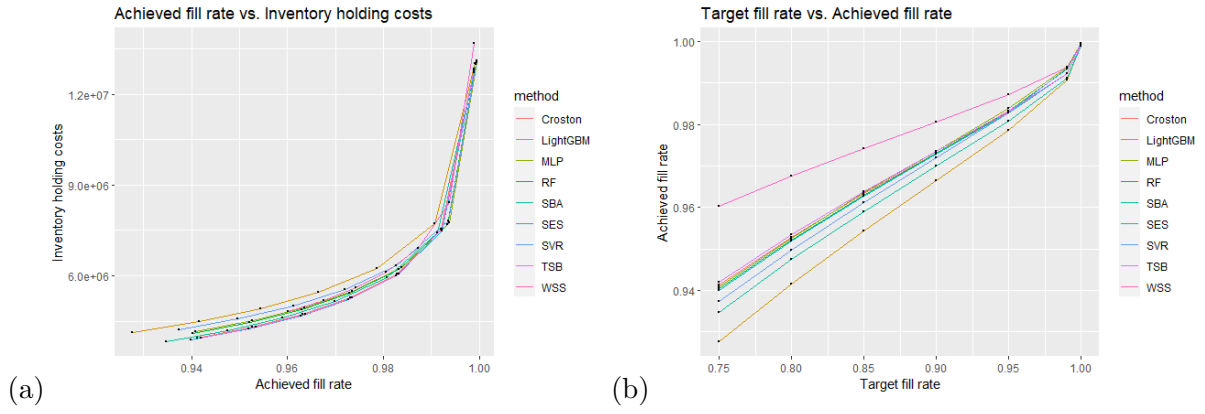 Achieved fill rate vs. Inventory holding costs
1.2e+07
9.0e+06
6.0e+06
Inventory holding costs
0.94
0.96
0.98
1.00
Achieved fill rate
method
Croston
LightGBM
MLP
RF
SBA
SES
SVR
TSB
WSS
(a)
Target fill rate vs. Achieved fill rate
1.00
0.98
0.96
0.94
Achieved fill rate
0.75
0.80
0.85
0.90
0.95
1.00
Target fill rate
method
Croston
LightGBM
MLP
RF
SBA
SES
SVR
TSB
WSS
(b)